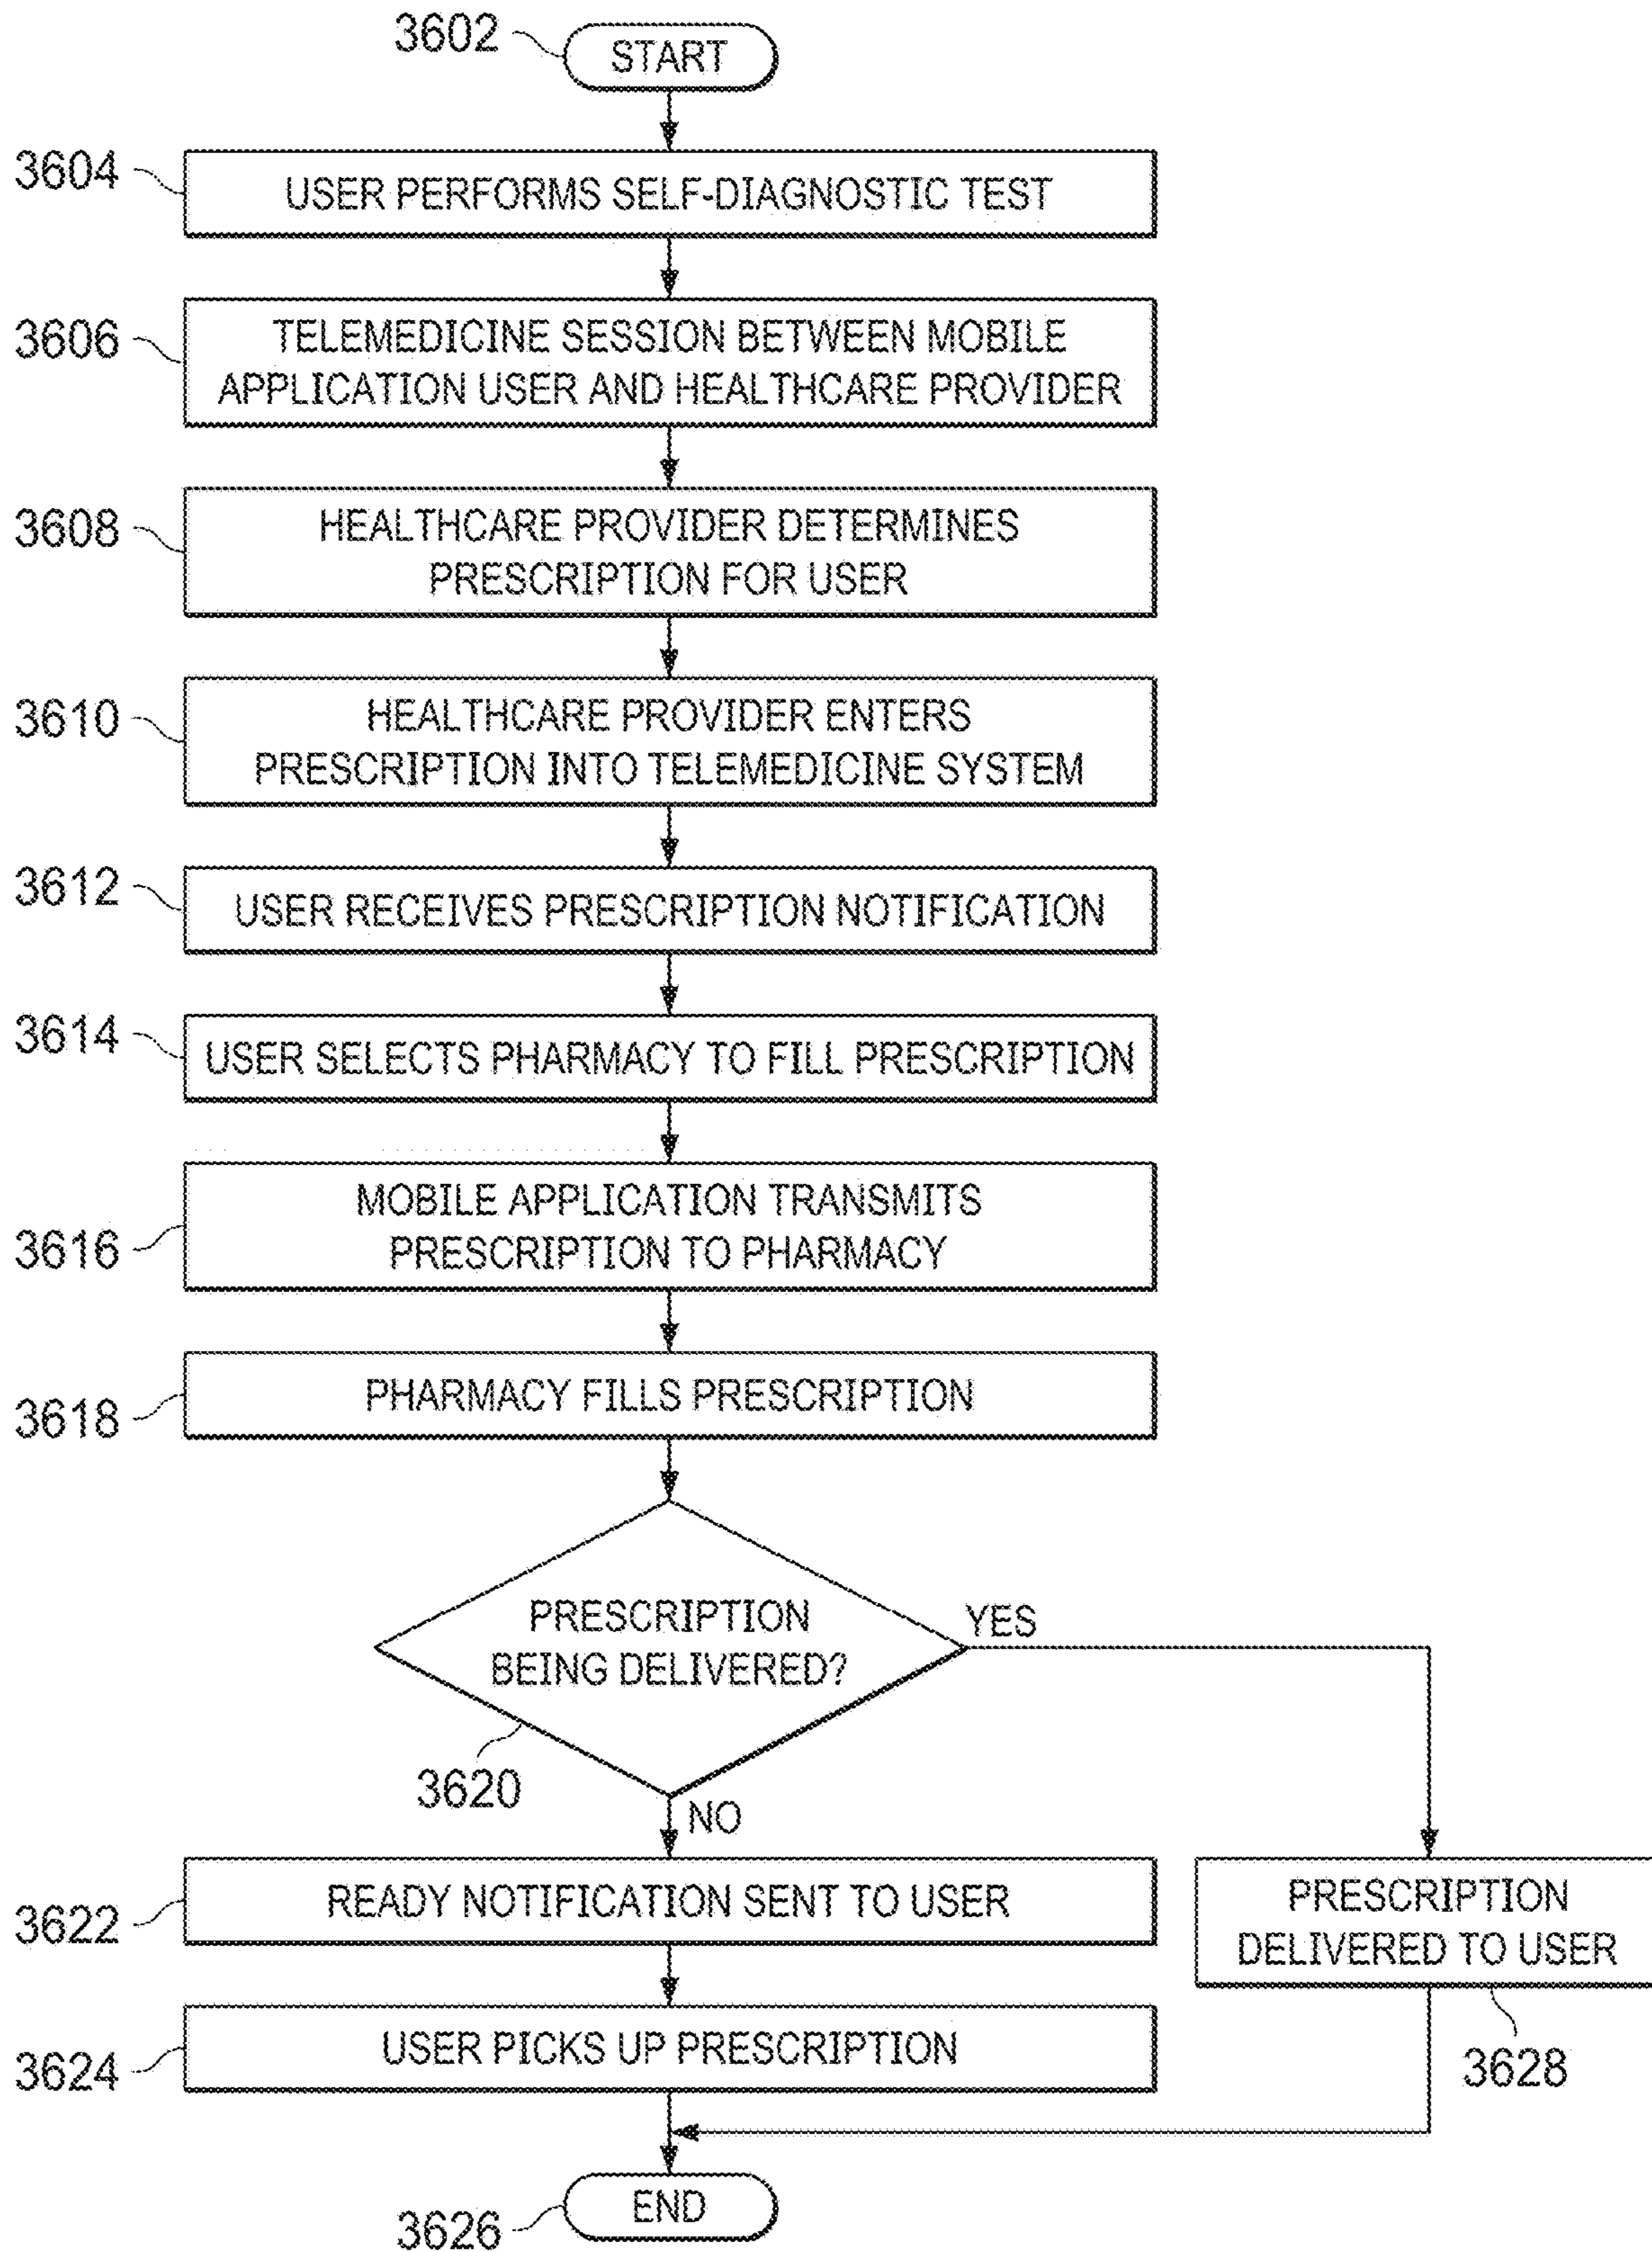 3602
START
3604
USER PERFORMS SELF-DIAGNOSTIC TEST
3606
TELEMEDICINE SESSION BETWEEN MOBILE
APPLICATION USER AND HEALTHCARE PROVIDER
3608
HEALTHCARE PROVIDER DETERMINES
PRESCRIPTION FOR USER
3610
HEALTHCARE PROVIDER ENTERS
PRESCRIPTION INTO TELEMEDICINE SYSTEM
3612
USER RECEIVES PRESCRIPTION NOTIFICATION
3614
USER SELECTS PHARMACY TO FILL PRESCRIPTION
3616
MOBILE APPLICATION TRANSMITS
PRESCRIPTION TO PHARMACY
3618
PHARMACY FILLS PRESCRIPTION
PRESCRIPTION
BEING DELIVERED?
YES
3620
NO
3622
READY NOTIFICATION SENT TO USER
PRESCRIPTION
DELIVERED TO USER
3628
3624
USER PICKS UP PRESCRIPTION
3626
END